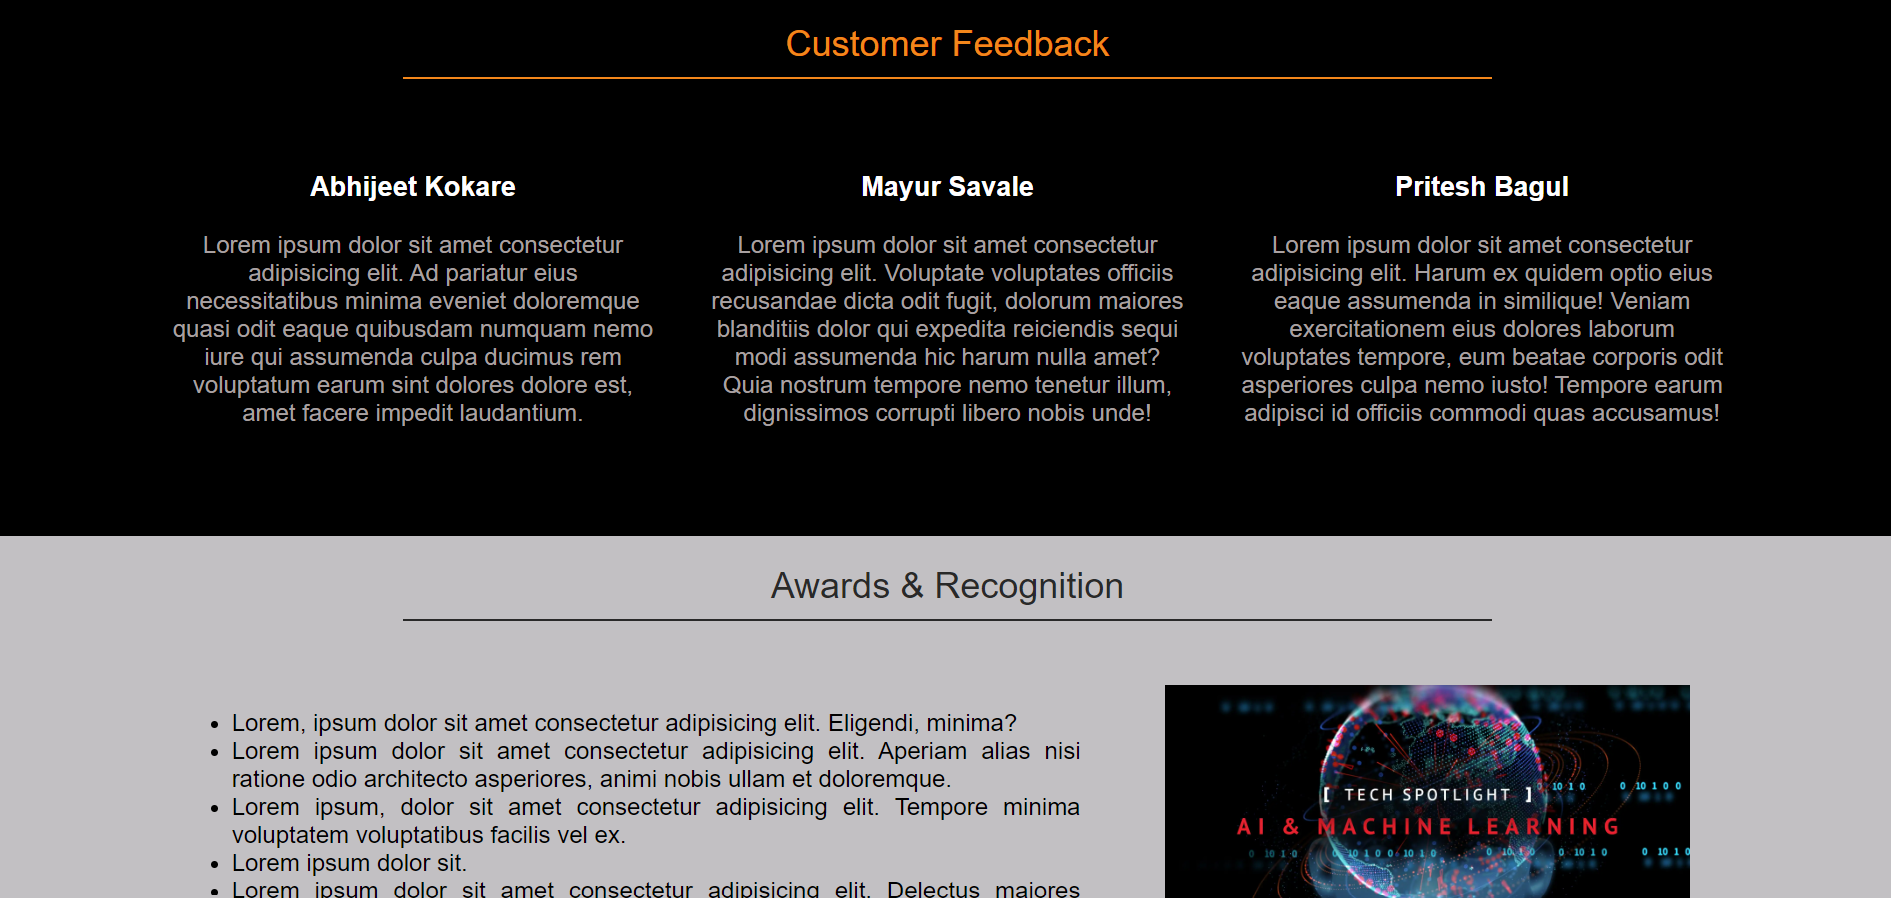 Customer Feedback
Abhijeet Kokare
Lorem ipsum dolor sit amet consectetur
adipisicing elit. Ad pariatur eius
necessitatibus minima eveniet doloremque
quasi odit eaque quibusdam numquam nemo
iure qui assumenda culpa ducimus rem
voluptatum earum sint dolores dolore est,
amet facere impedit laudantium.
Mayur Savale
Lorem ipsum dolor sit amet consectetur
adipisicing elit. Voluptate voluptates officiis
recusandae dicta odit fugit, dolorum maiores
blanditiis dolor qui expedita reiciendis sequi
modi assumenda hic harum nulla amet?
Quia nostrum tempore nemo tenetur illum,
dignissimos corrupti libero nobis unde!
Pritesh Bagul
Lorem ipsum dolor sit amet consectetur
adipisicing elit. Harum ex quidem optio eius
eaque assumenda in similique! Veniam
exercitationem eius dolores laborum
voluptates tempore, eum beatae corporis odit
asperiores culpa nemo iusto! Tempore earum
adipisci id officiis commodi quas accusamus!
Awards & Recognition
• Lorem, ipsum dolor sit amet consectetur adipisicing elit. Eligendi, minima?
• Lorem ipsum dolor sit amet consectetur adipisicing elit. Aperiam alias nisi
ratione odio architecto asperiores, animi nobis ullam et doloremque.
• Lorem ipsum, dolor sit amet consectetur adipisicing elit. Tempore minima
voluptatem voluptatibus facilis vel ex.
• Lorem ipsum dolor sit.
• Lorem ipsum dolor sit amet consectetur adipisicing elit. Delectus maiores
[ TECH SPOTLIGHT ]
AI & MACHINE LEARNING